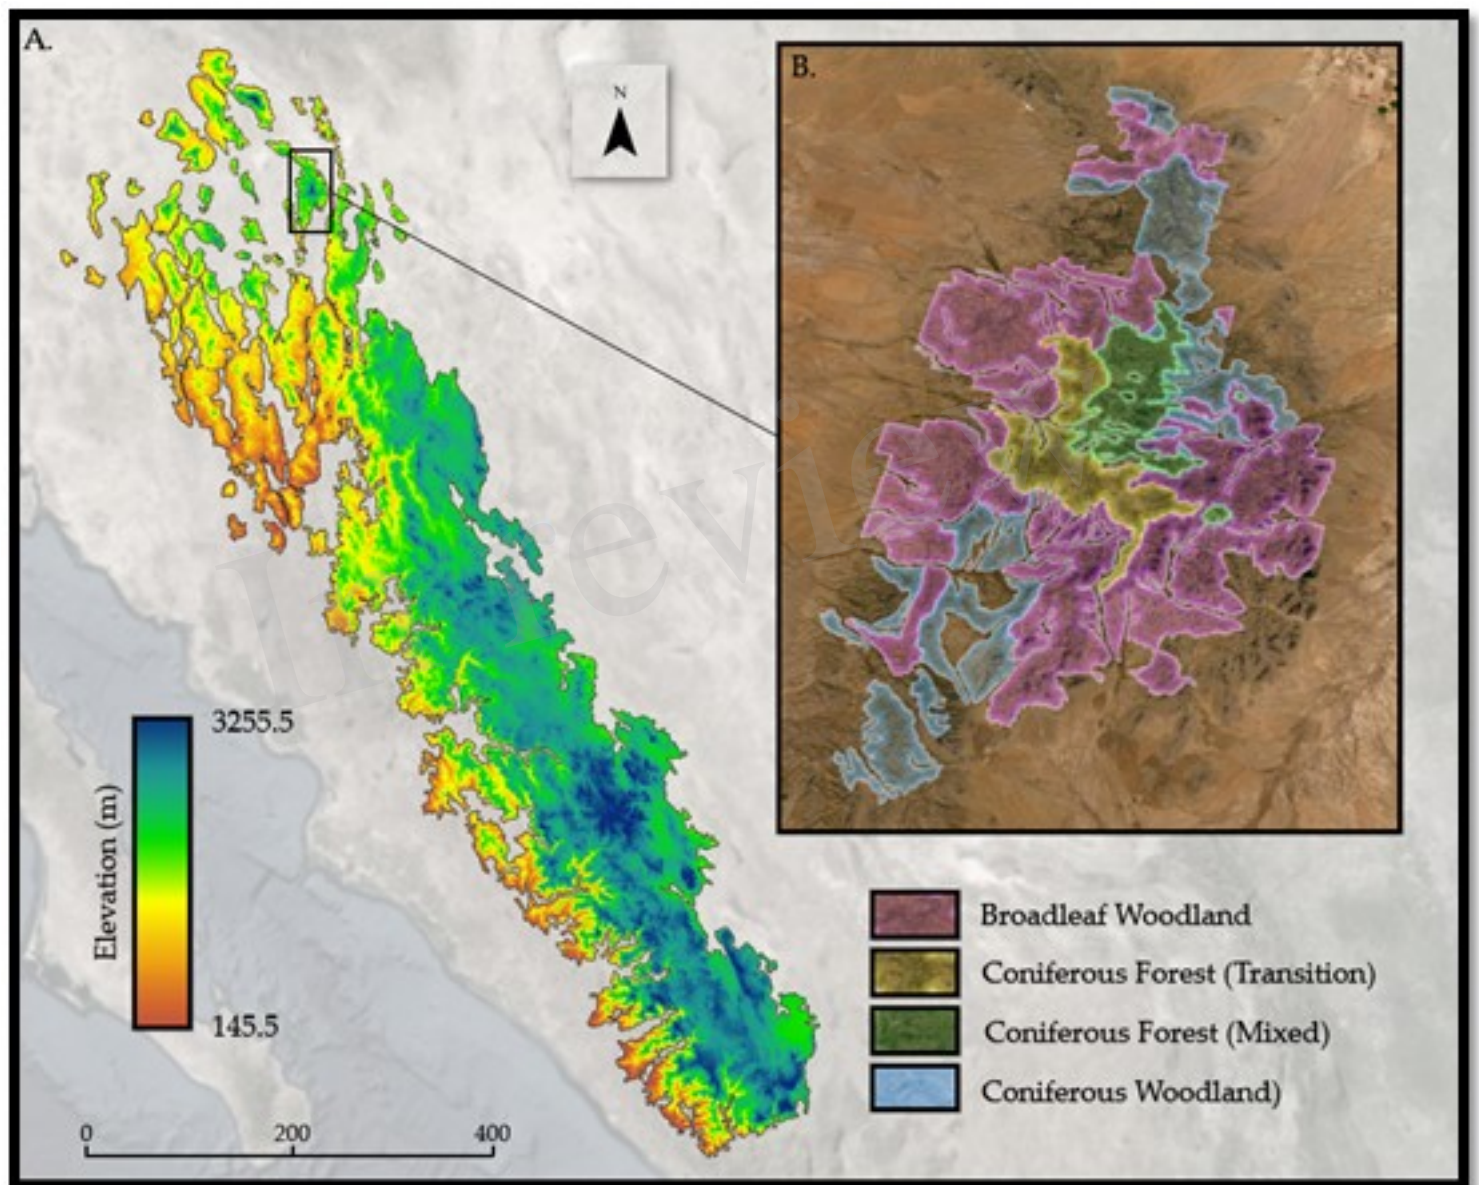 A.
N
B.
3255.5
Elevation (m)
145.5
0 200 400
Broadleaf Woodland
Coniferous Forest (Transition)
Coniferous Forest (Mixed)
Coniferous Woodland)